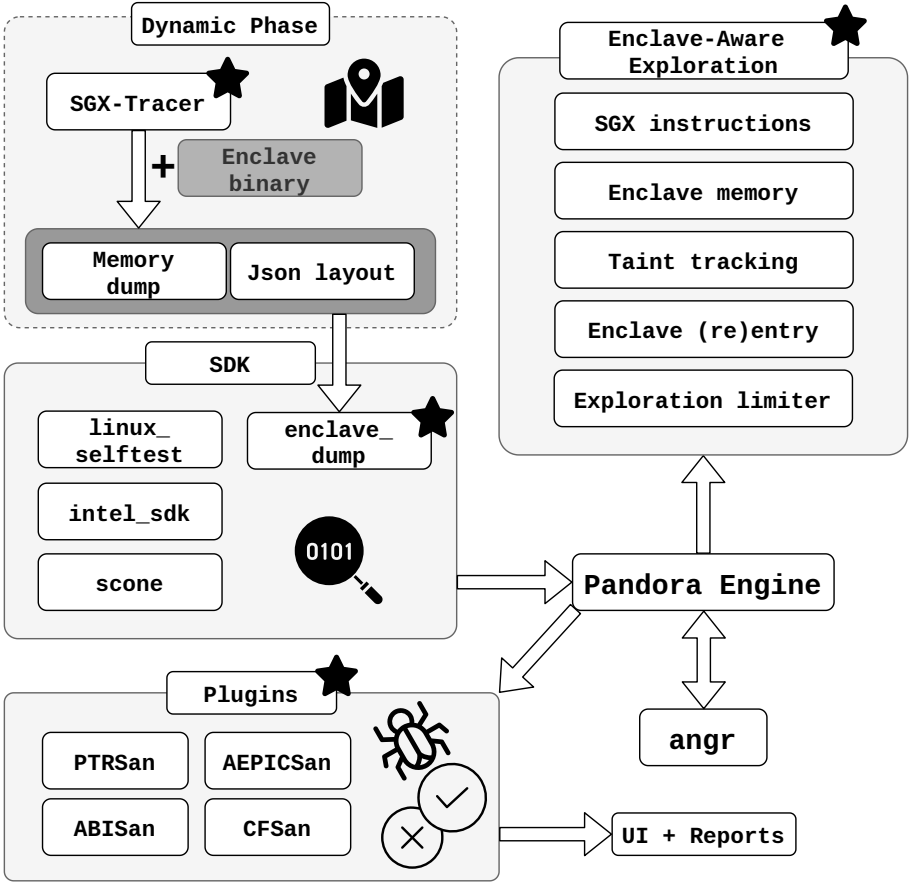 Dynamic Phase
SGX-Tracer
+
Enclave
binary
Memory
dump
Json layout
SDK
linux_
selftest
enclave_
dump
intel_sdk
scone
0101
Enclave-Aware
Exploration
SGX instructions
Enclave memory
Taint tracking
Enclave (re)entry
Exploration limiter
Pandora Engine
angr
Plugins
PTRSan
AEPICSan
ABISan
CFSan
UI + Reports